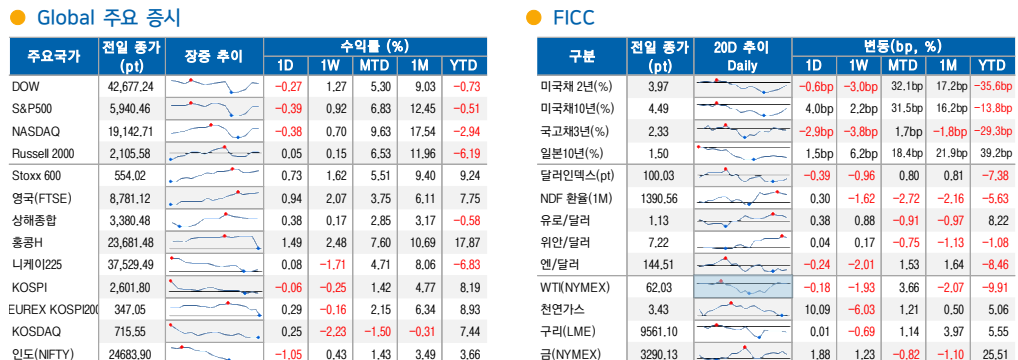 Global 주요 증시
주요국가 전일 종가(pt) 장중 추이 수익률 (%)
1D 1W MTD 1M YTD
DOW 42,677.24 -0.27 1.27 5.30 9.03 -0.73
S&P500 5,940.46 -0.39 0.92 6.83 12.45 -0.51
NASDAQ 19,142.71 -0.38 0.70 9.63 17.54 -2.94
Russell 2000 2,105.58 0.05 0.15 6.53 11.96 -6.19
Stoxx 600 554.02 0.73 1.62 5.51 9.40 9.24
영국(FTSE) 8,781.12 0.94 2.07 3.75 6.11 7.75
상해종합 3,380.48 0.38 0.17 2.85 3.17 -0.58
홍콩H 23,681.48 1.49 2.48 7.60 10.69 17.87
니케이225 37,529.49 0.08 -1.71 4.71 8.06 -6.83
KOSPI 2,601.80 -0.06 -0.25 1.42 4.77 8.19
EUREX KOSPI200 347.05 0.29 -0.16 2.15 6.34 8.93
KOSDAQ 715.55 0.25 -2.23 -1.50 -0.31 7.44
인도(NIFTY) 24683.90 -1.05 0.43 1.43 3.49 3.66
FICC
구분 전일 종가(pt) 20D 추이 Daily 변동(bp, %)
1D 1W MTD 1M YTD
미국채 2년(%) 3.97 -0.6bp -3.0bp 32.1bp 17.2bp -35.6bp
미국채10년(%) 4.49 4.0bp 2.2bp 31.5bp 16.2bp -13.8bp
국고채3년(%) 2.33 -2.9bp -3.8bp 1.7bp -1.8bp -29.3bp
일본10년(%) 1.50 1.5bp 6.2bp 18.4bp 21.9bp 39.2bp
달러인덱스(pt) 100.03 -0.39 -0.96 0.80 0.81 -7.38
NDF 환율(1M) 1390.56 0.30 -1.62 -2.72 -2.16 -5.63
유로/달러 1.13 0.38 0.88 -0.91 -0.97 8.22
위안/달러 7.22 0.04 0.17 -0.75 -1.13 -1.08
엔/달러 144.51 -0.24 -2.01 1.53 1.64 -8.46
WTI(NYMEX) 62.03 -0.18 -1.93 3.66 -2.07 -9.91
천연가스 3.43 10.09 -6.03 1.21 0.50 5.06
구리(LME) 9561.10 0.01 -0.69 1.14 3.97 5.55
금(NYMEX) 3290.13 1.88 1.23 -0.82 -1.10 25.51